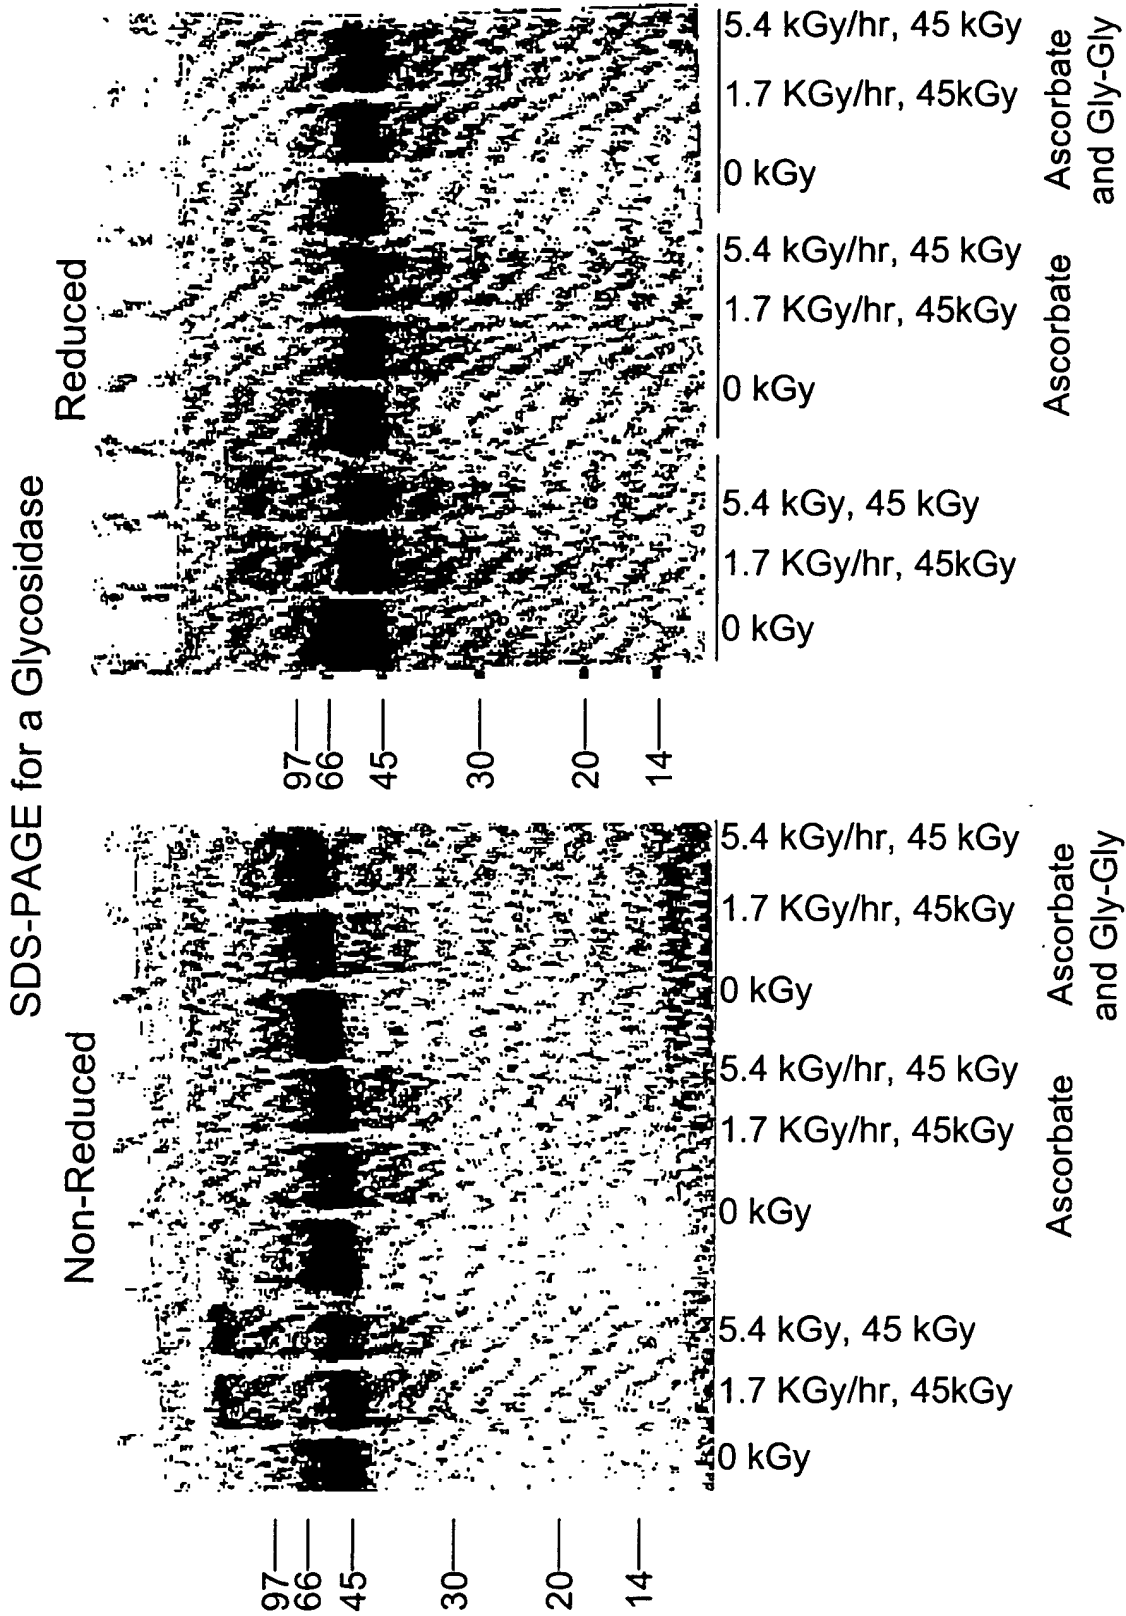 SDS-PAGE for a Glycosidase
Non-Reduced
97
66
45
30
20
14
0 kGy
1.7 KGy/hr, 45kGy
5.4 kGy, 45 kGy
0 kGy
1.7 KGy/hr, 45kGy
5.4 kGy/hr, 45 kGy
0 kGy
1.7 KGy/hr, 45kGy
5.4 kGy/hr, 45 kGy
Ascorbate
Ascorbate
and Gly-Gly
Reduced
97
66
45
30
20
14
0 kGy
1.7 KGy/hr, 45kGy
5.4 kGy, 45 kGy
0 kGy
1.7 KGy/hr, 45kGy
5.4 kGy/hr, 45 kGy
0 kGy
1.7 KGy/hr, 45kGy
5.4 kGy/hr, 45 kGy
Ascorbate
Ascorbate
and Gly-Gly